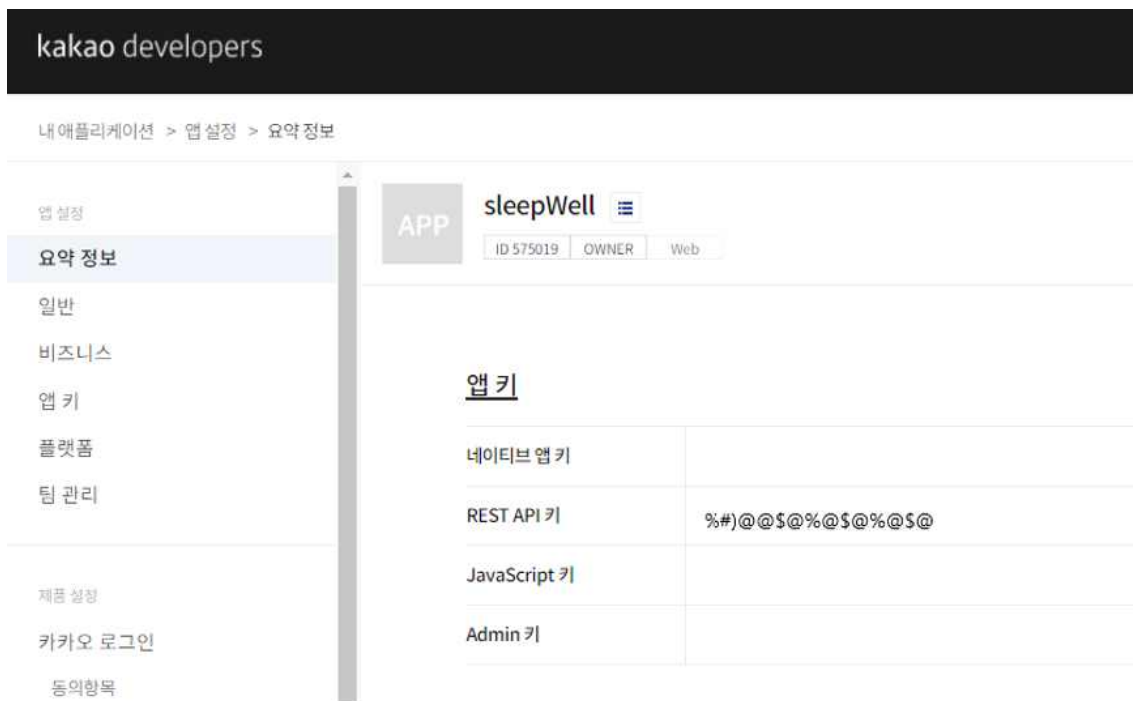 kakao developers
내 애플리케이션 > 앱 설정 > 요약 정보
앱 설정
요약 정보
일반
비즈니스
앱 키
플랫폼
팀 관리
제품 설정
카카오 로그인
동의항목
APP
sleepWell
ID 575019 OWNER Web
앱 키
네이티브 앱 키
REST API 키 %#)@@$@%@$@%@$@
JavaScript 키
Admin 키